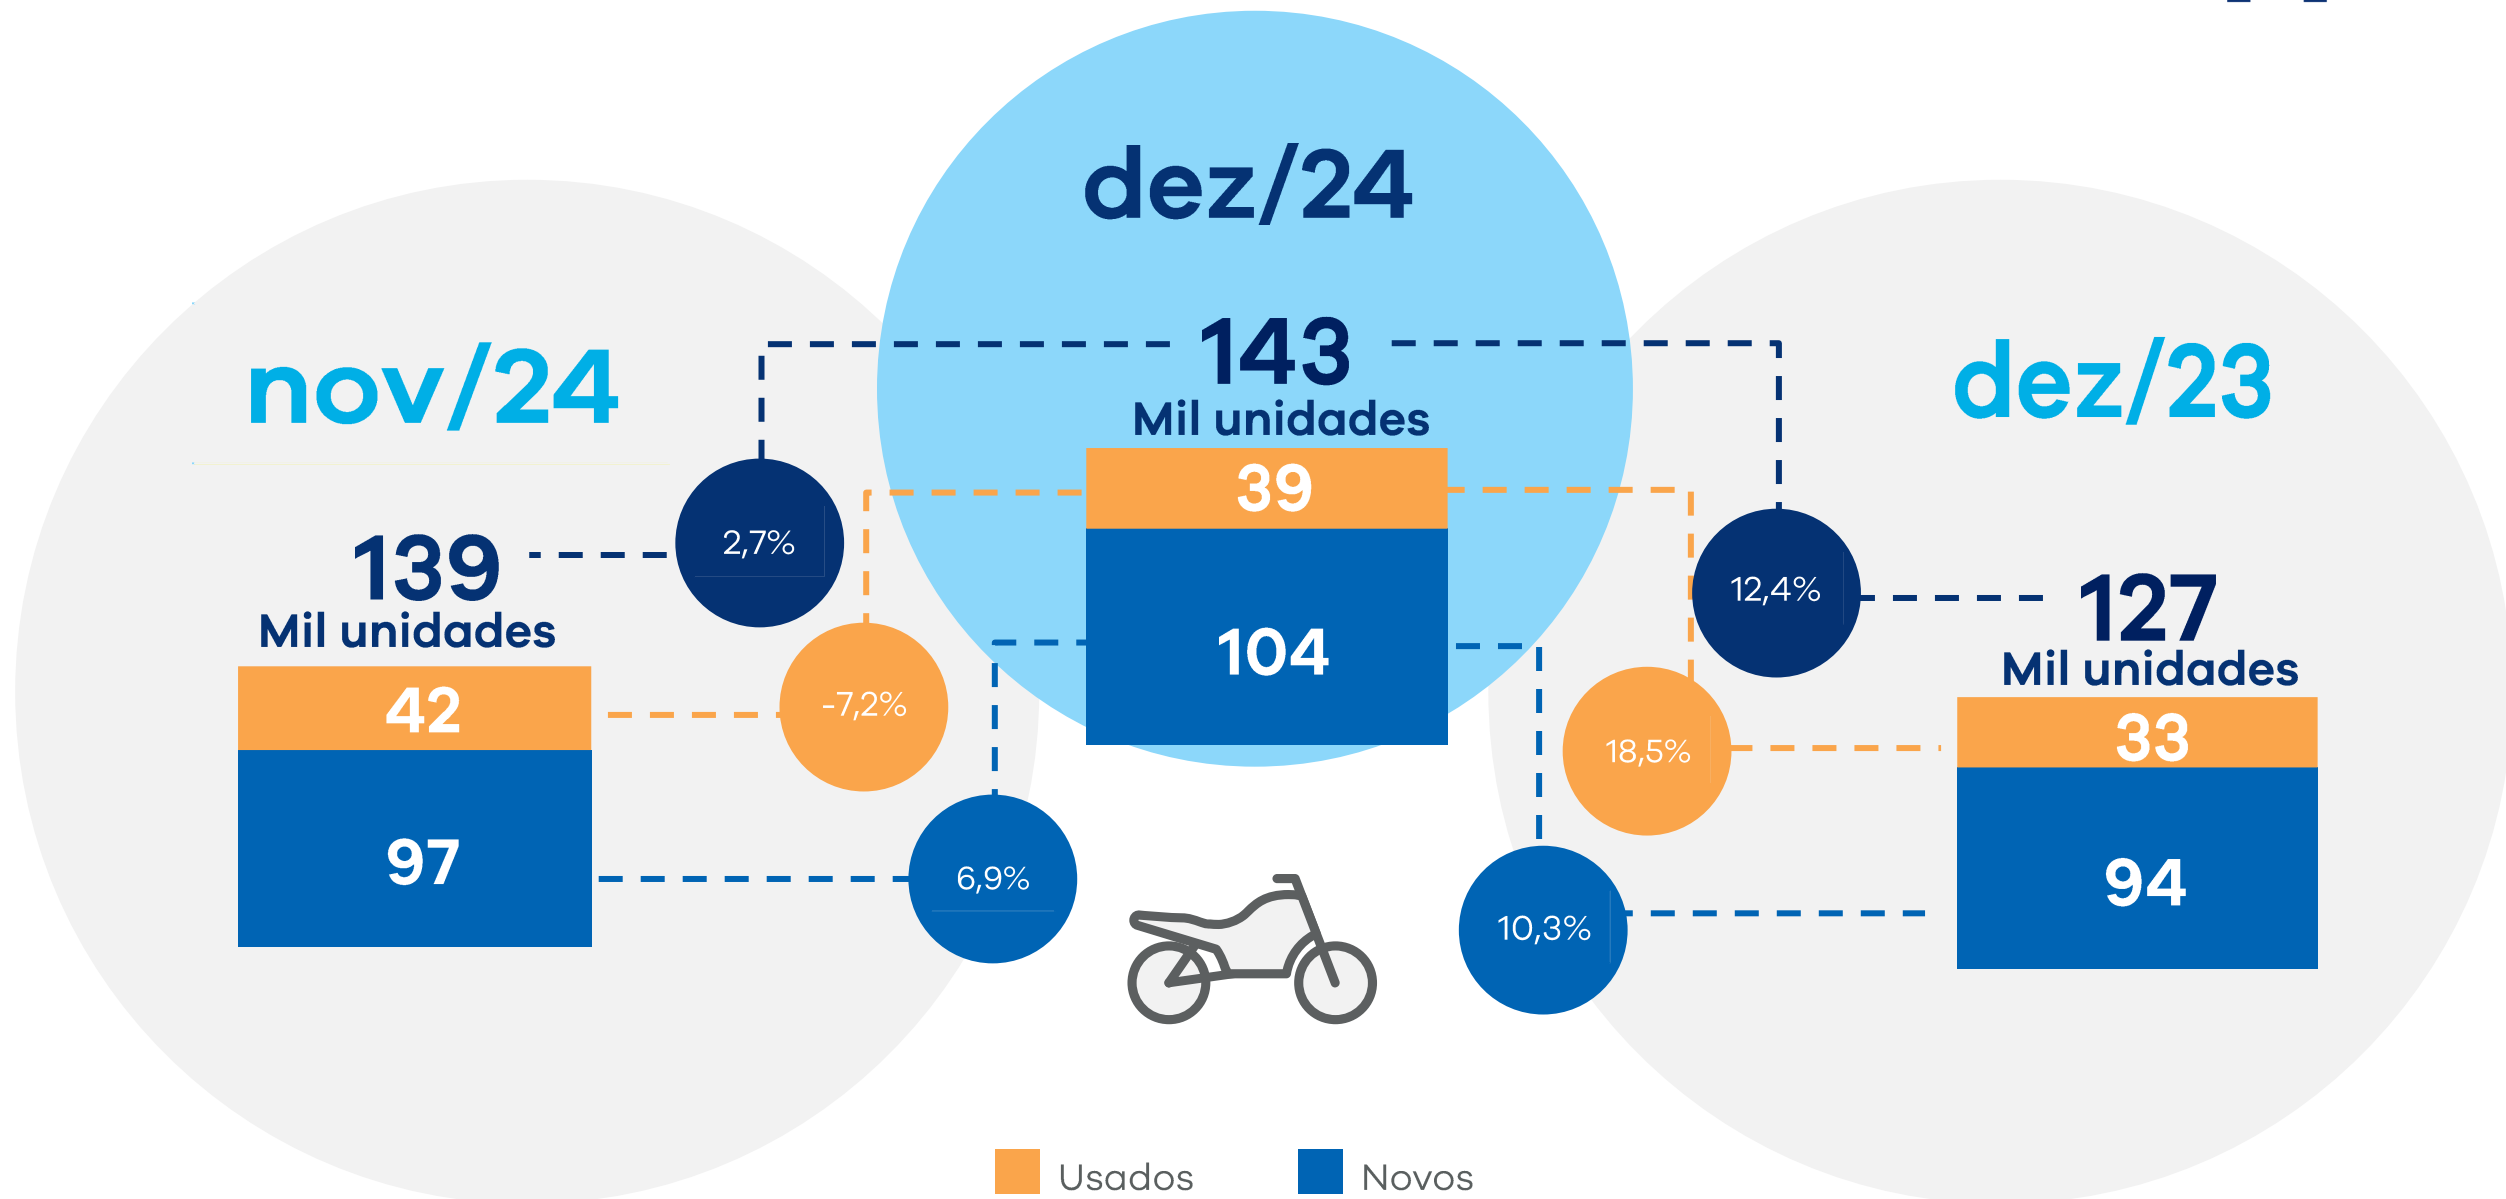 dez/24
143
Mil unidades
39
104
nov/24
139
Mil unidades
42
97
2,7%
-7,2%
6,9%
dez/23
127
Mil unidades
33
94
12,4%
18,5%
10,3%
Usados
Novos